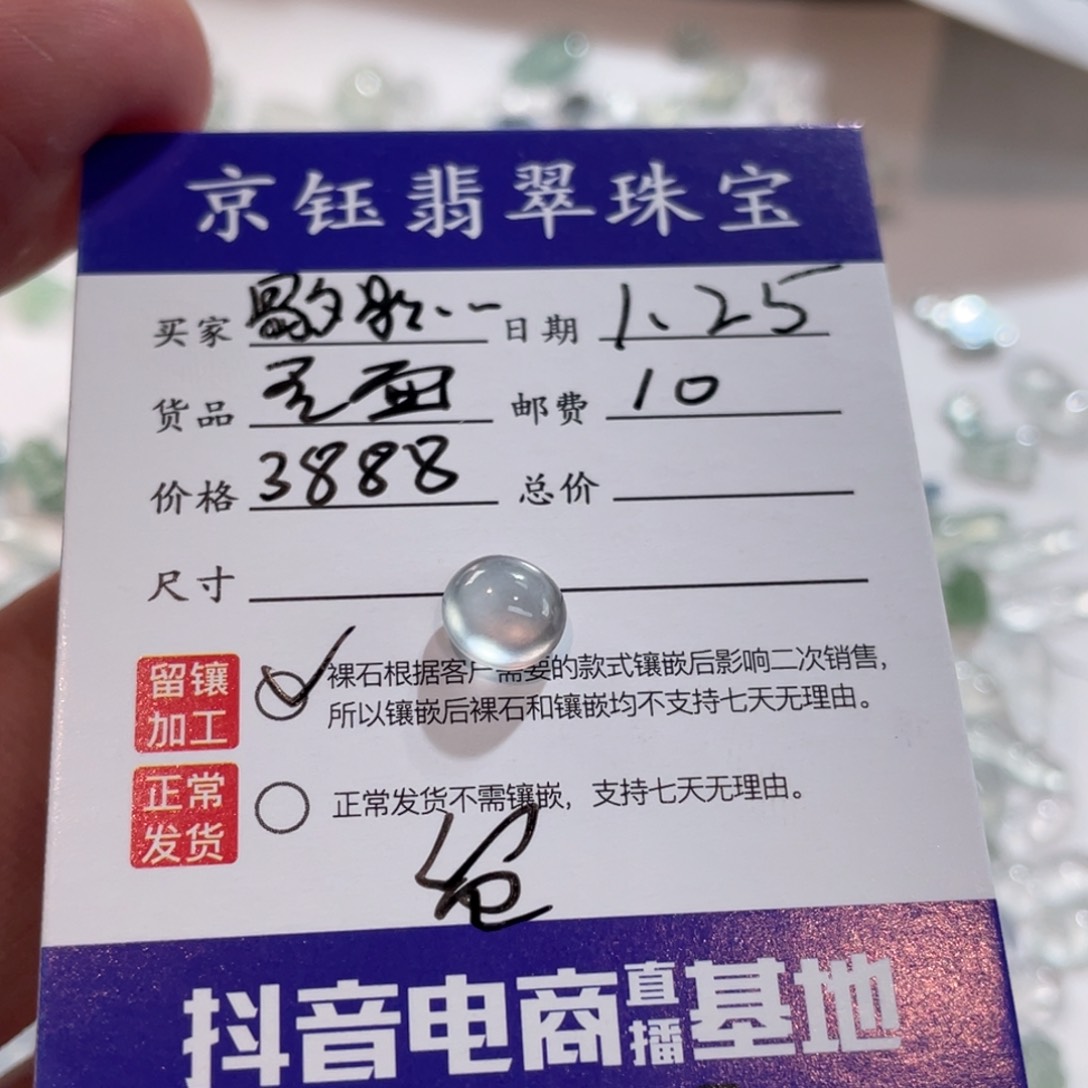 京钰翡翠珠宝
买家 日期 1、25
货品 蛋面 邮费 10
价格 3888 总价
尺寸
留镶加工 裸石根据客户需要的款式镶嵌后影响二次销售，
所以镶嵌后裸石和镶嵌均不支持七天无理由。
正常发货 正常发货不需镶嵌，支持七天无理由。
抖音电商直播基地